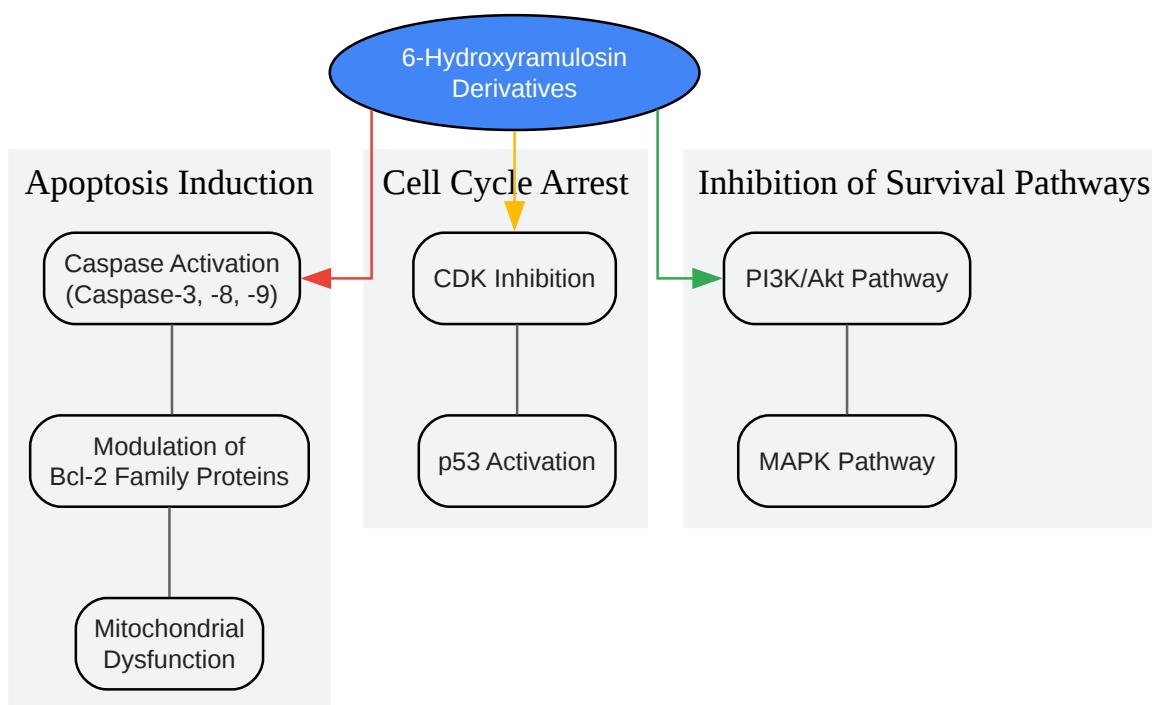 6-Hydroxyramulosin
Derivatives
Apoptosis Induction
Caspase Activation
(Caspase-3, -8, -9)
Modulation of
Bcl-2 Family Proteins
Mitochondrial
Dysfunction
Cell Cycle Arrest
CDK Inhibition
p53 Activation
Inhibition of Survival Pathways
PI3K/Akt Pathway
MAPK Pathway